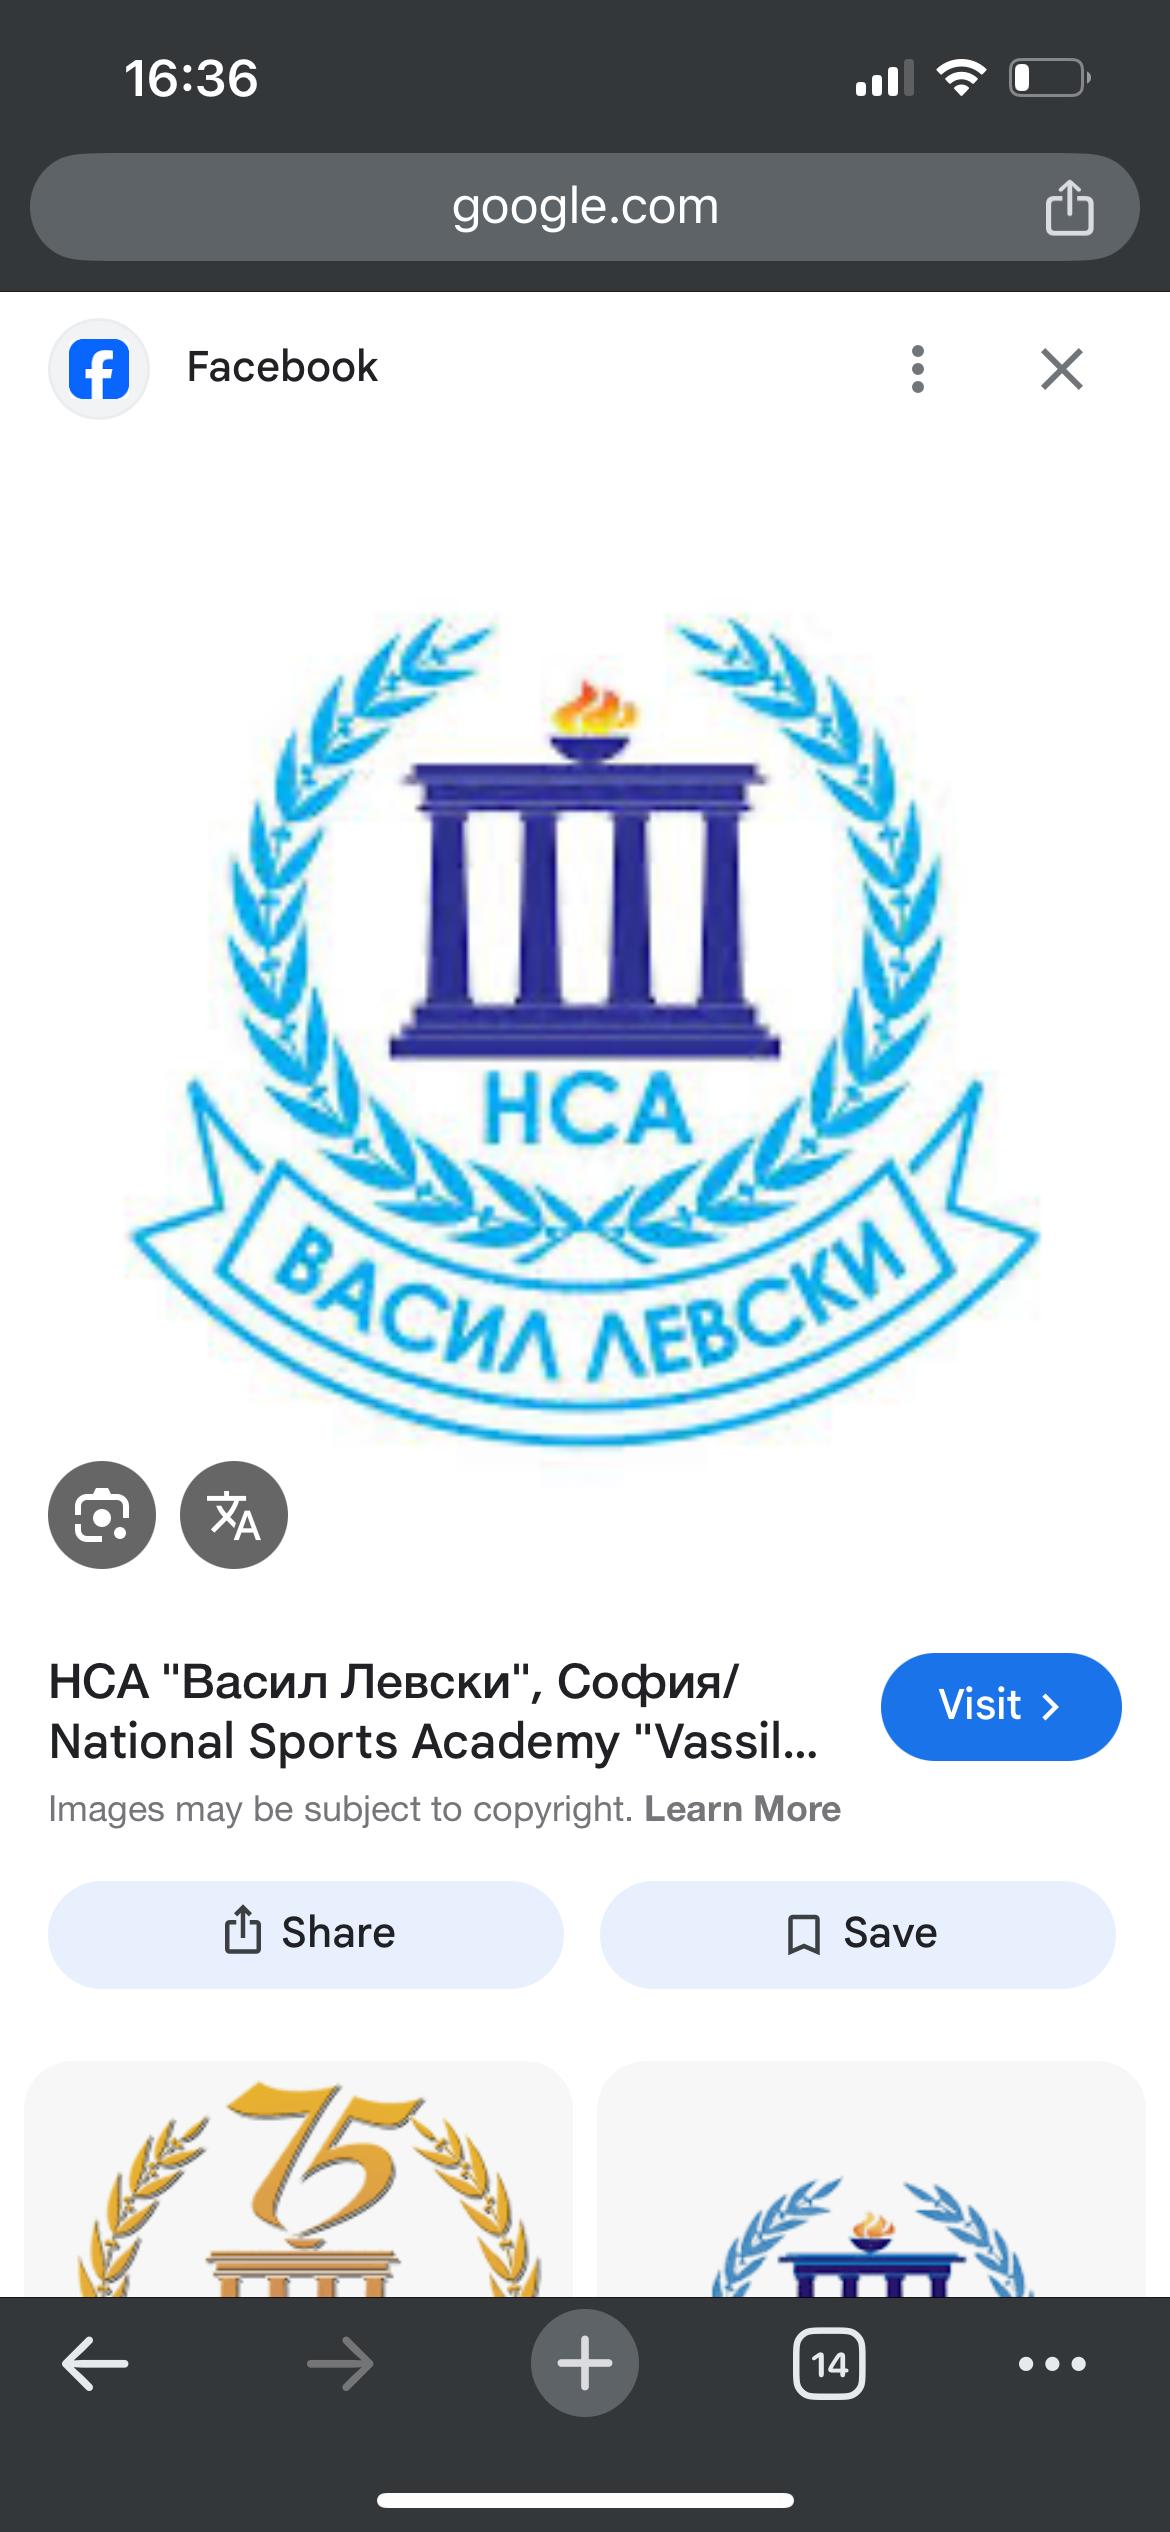 16:36
google.com
Facebook
НСА
ВАСИЛ ЛЕВСКИ
НСА "Васил Левски", София/
National Sports Academy "Vassil...
Visit
Images may be subject to copyright. Learn More
Share
Save
75
14